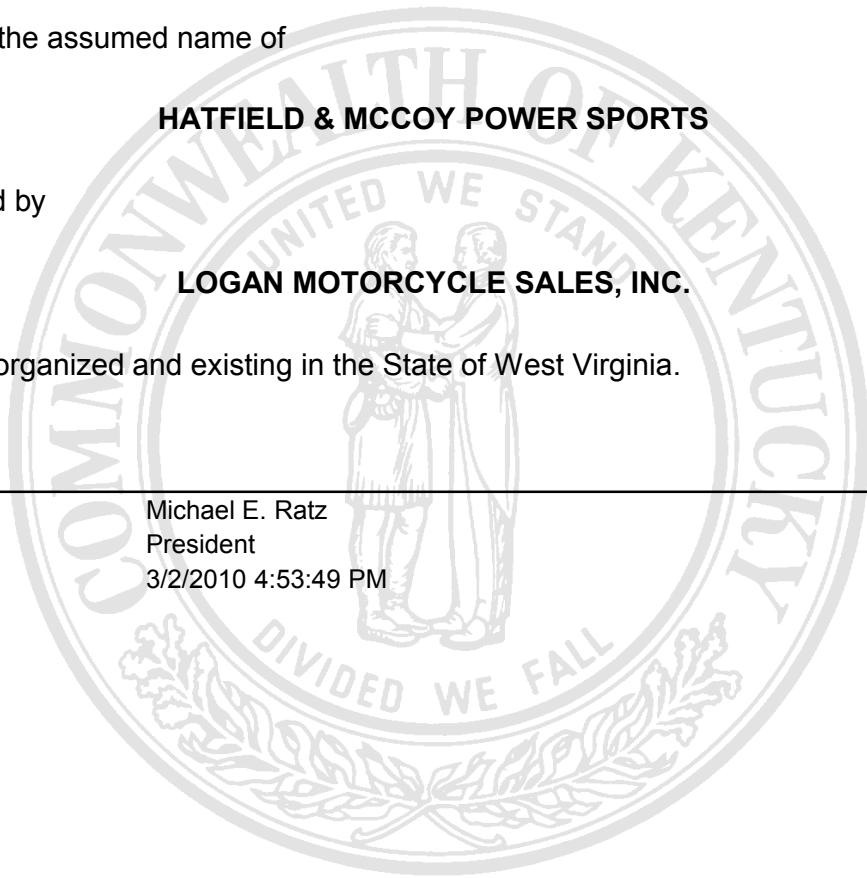 the assumed name of
HATFIELD & MCCOY POWER SPORTS
d by
LOGAN MOTORCYCLE SALES, INC.
organized and existing in the State of West Virginia.
Michael E. Ratz
President
3/2/2010 4:53:49 PM
COMMONWEALTH OF KENTUCKY
UNITED WE STAND
DIVIDED WE FALL